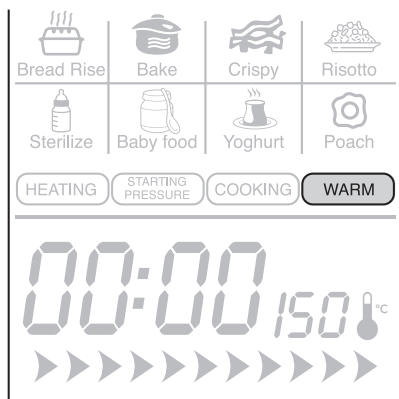 Bread Rise Bake Crispy Risotto
Sterilize Baby food Yoghurt Poach
HEATING STARTING PRESSURE COOKING WARM
00:00 150 °C